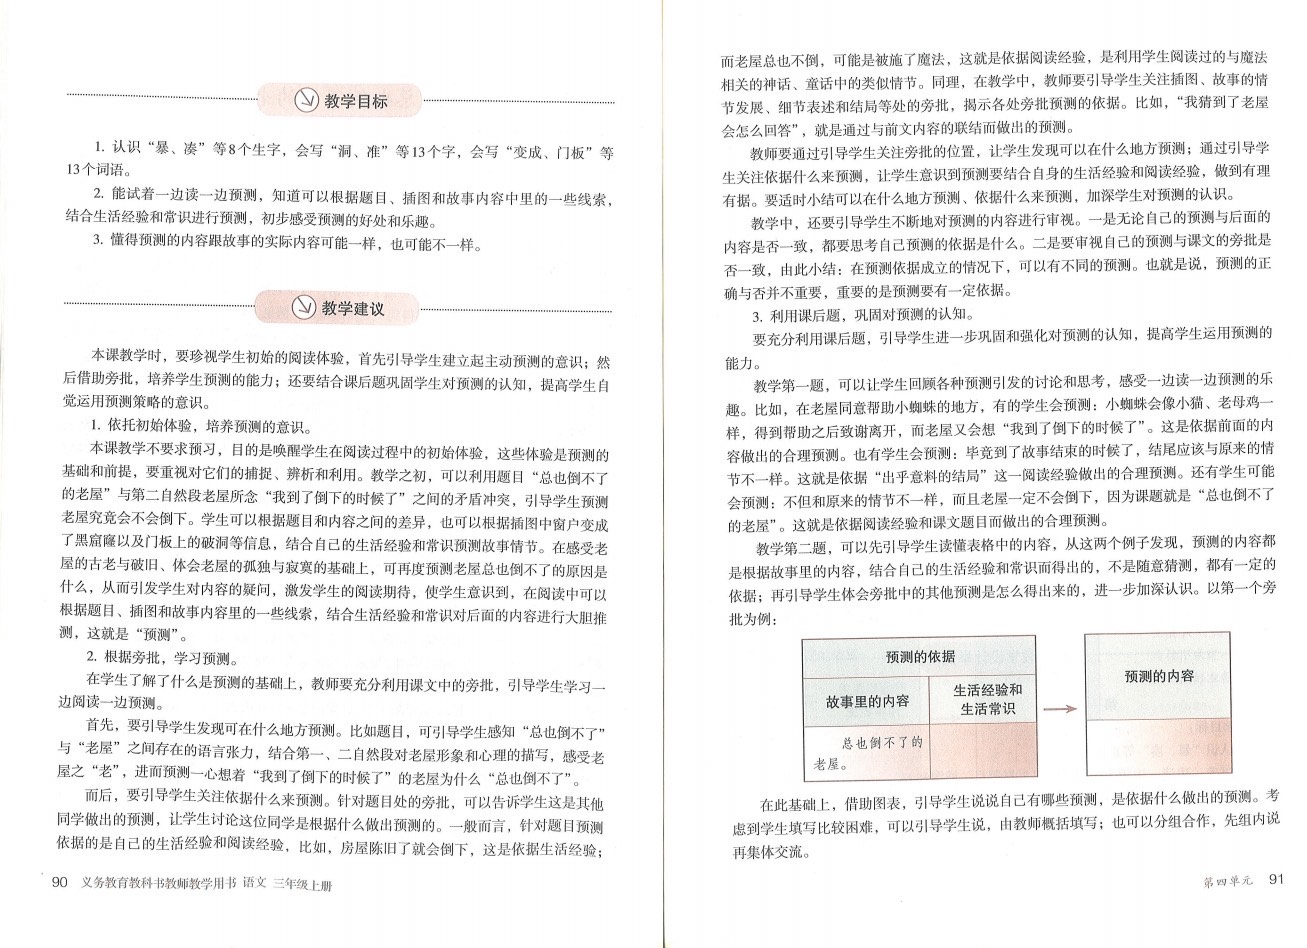 教学目标
1. 认识“暴、凑”等8个生字，会写“洞、准”等13个字，会写“变成、门板”等
13个词语。
2. 能试着一边读一边预测，知道可以根据题目、插图和故事内容中里的一些线索，
结合生活经验和常识进行预测，初步感受预测的好处和乐趣。
3. 懂得预测的内容跟故事的实际内容可能一样，也可能不一样。
教学建议
本课教学时，要珍视学生初始的阅读体验，首先引导学生建立起主动预测的意识；然
后借助旁批，培养学生预测的能力；还要结合课后题巩固学生对预测的认知，提高学生自
觉运用预测策略的意识。
1. 依托初始体验，培养预测的意识。
本课教学不要求预习，目的是唤醒学生在阅读过程中的初始体验，这些体验是预测的
基础和前提，要重视对它们的捕捉、辨析和利用。教学之初，可以利用题目“总也倒不了
的老屋”与第二自然段老屋所念“我到了倒下的时候了”之间的矛盾冲突，引导学生预测
老屋究竟会不会倒下。学生可以根据题目和内容之间的差异，也可以根据插图中窗户变成
了黑窟窿以及门板上的破洞等信息，结合自己的生活经验和常识预测故事情节。在感受老
屋的古老与破旧、体会老屋的孤独与寂寞的基础上，可再度预测老屋总也倒不了的原因是
什么，从而引发学生对内容的疑问，激发学生的阅读期待，使学生意识到，在阅读中可以
根据题目、插图和故事内容里的一些线索，结合生活经验和常识对后面的内容进行大胆推
测，这就是“预测”。
2. 根据旁批，学习预测。
在学生了解了什么是预测的基础上，教师要充分利用课文中的旁批，引导学生学习一
边阅读一边预测。
首先，要引导学生发现可在什么地方预测。比如题目，可引导学生感知“总也倒不了”
与“老屋”之间存在的语言张力，结合第一、二自然段对老屋形象和心理的描写，感受老
屋之“老”，进而预测一心想着“我到了倒下的时候了”的老屋为什么“总也倒不了”。
而后，要引导学生关注依据什么来预测。针对题目处的旁批，可以告诉学生这是其他
同学做出的预测，让学生讨论这位同学是根据什么做出预测的。一般而言，针对题目预测
依据的是自己的生活经验和阅读经验，比如，房屋陈旧了就会倒下，这是依据生活经验；
90 义务教育教科书教师教学用书 语文 三年级上册
而老屋总也不倒，可能是被施了魔法，这就是依据阅读经验，是利用学生阅读过的与魔法
相关的神话、童话中的类似情节。同理，在教学中，教师要引导学生关注插图、故事的情
节发展、细节表述和结局等处的旁批，揭示各处旁批预测的依据。比如，“我猜到了老屋
会怎么回答”，就是通过与前文内容的联结而做出的预测。
教师要通过引导学生关注旁批的位置，让学生发现可以在什么地方预测；通过引导学
生关注依据什么来预测，让学生意识到预测要结合自身的生活经验和阅读经验，做到有理
有据。要适时小结可以在什么地方预测、依据什么来预测，加深学生对预测的认识。
教学中，还要引导学生不断地对预测的内容进行审视。一是无论自己的预测与后面的
内容是否一致，都要思考自己预测的依据是什么。二是要审视自己的预测与课文的旁批是
否一致，由此小结：在预测依据成立的情况下，可以有不同的预测。也就是说，预测的正
确与否并不重要，重要的是预测要有一定依据。
3. 利用课后题，巩固对预测的认知。
要充分利用课后题，引导学生进一步巩固和强化对预测的认知，提高学生运用预测的
能力。
教学第一题，可以让学生回顾各种预测引发的讨论和思考，感受一边读一边预测的乐
趣。比如，在老屋同意帮助小蜘蛛的地方，有的学生会预测：小蜘蛛会像小猫、老母鸡一
样，得到帮助之后致谢离开，而老屋又会想“我到了倒下的时候了”。这是依据前面的内
容做出的合理预测。也有学生会预测：毕竟到了故事结束的时候了，结尾应该与原来的情
节不一样。这就是依据“出乎意料的结局”这一阅读经验做出的合理预测。还有学生可能
会预测：不但和原来的情节不一样，而且老屋一定不会倒下，因为课题就是“总也倒不了
的老屋”。这就是依据阅读经验和课文题目而做出的合理预测。
教学第二题，可以先引导学生读懂表格中的内容，从这两个例子发现，预测的内容都
是根据故事里的内容，结合自己的生活经验和常识而得出的，不是随意猜测，都有一定的
依据；再引导学生体会旁批中的其他预测是怎么得出来的，进一步加深认识。以第一个旁
批为例：
预测的依据
故事里的内容
生活经验和
生活常识
总也倒不了的
老屋。
预测的内容
在此基础上，借助图表，引导学生说说自己有哪些预测，是依据什么做出的预测。考
虑到学生填写比较困难，可以引导学生说，由教师概括填写；也可以分组合作，先组内说
再集体交流。
第四单元 91